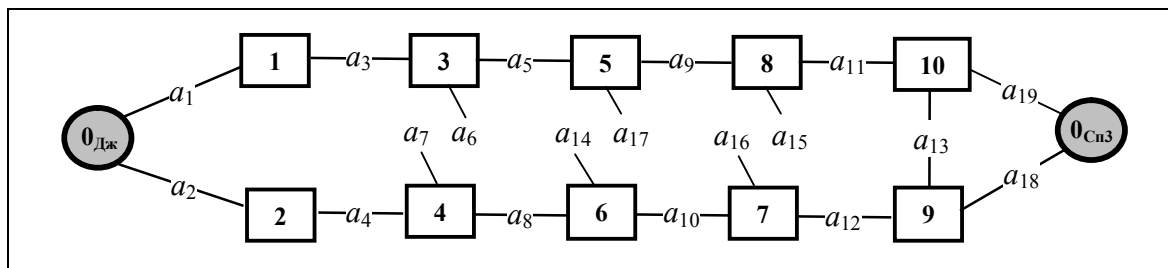 1 a3 3 a5 5 a9 8 a11 10
a1 a19
0Дж a7 a6 a14 a17 a16 a15 a13 0Сп3
a2 a18
2 a4 4 a8 6 a10 7 a12 9